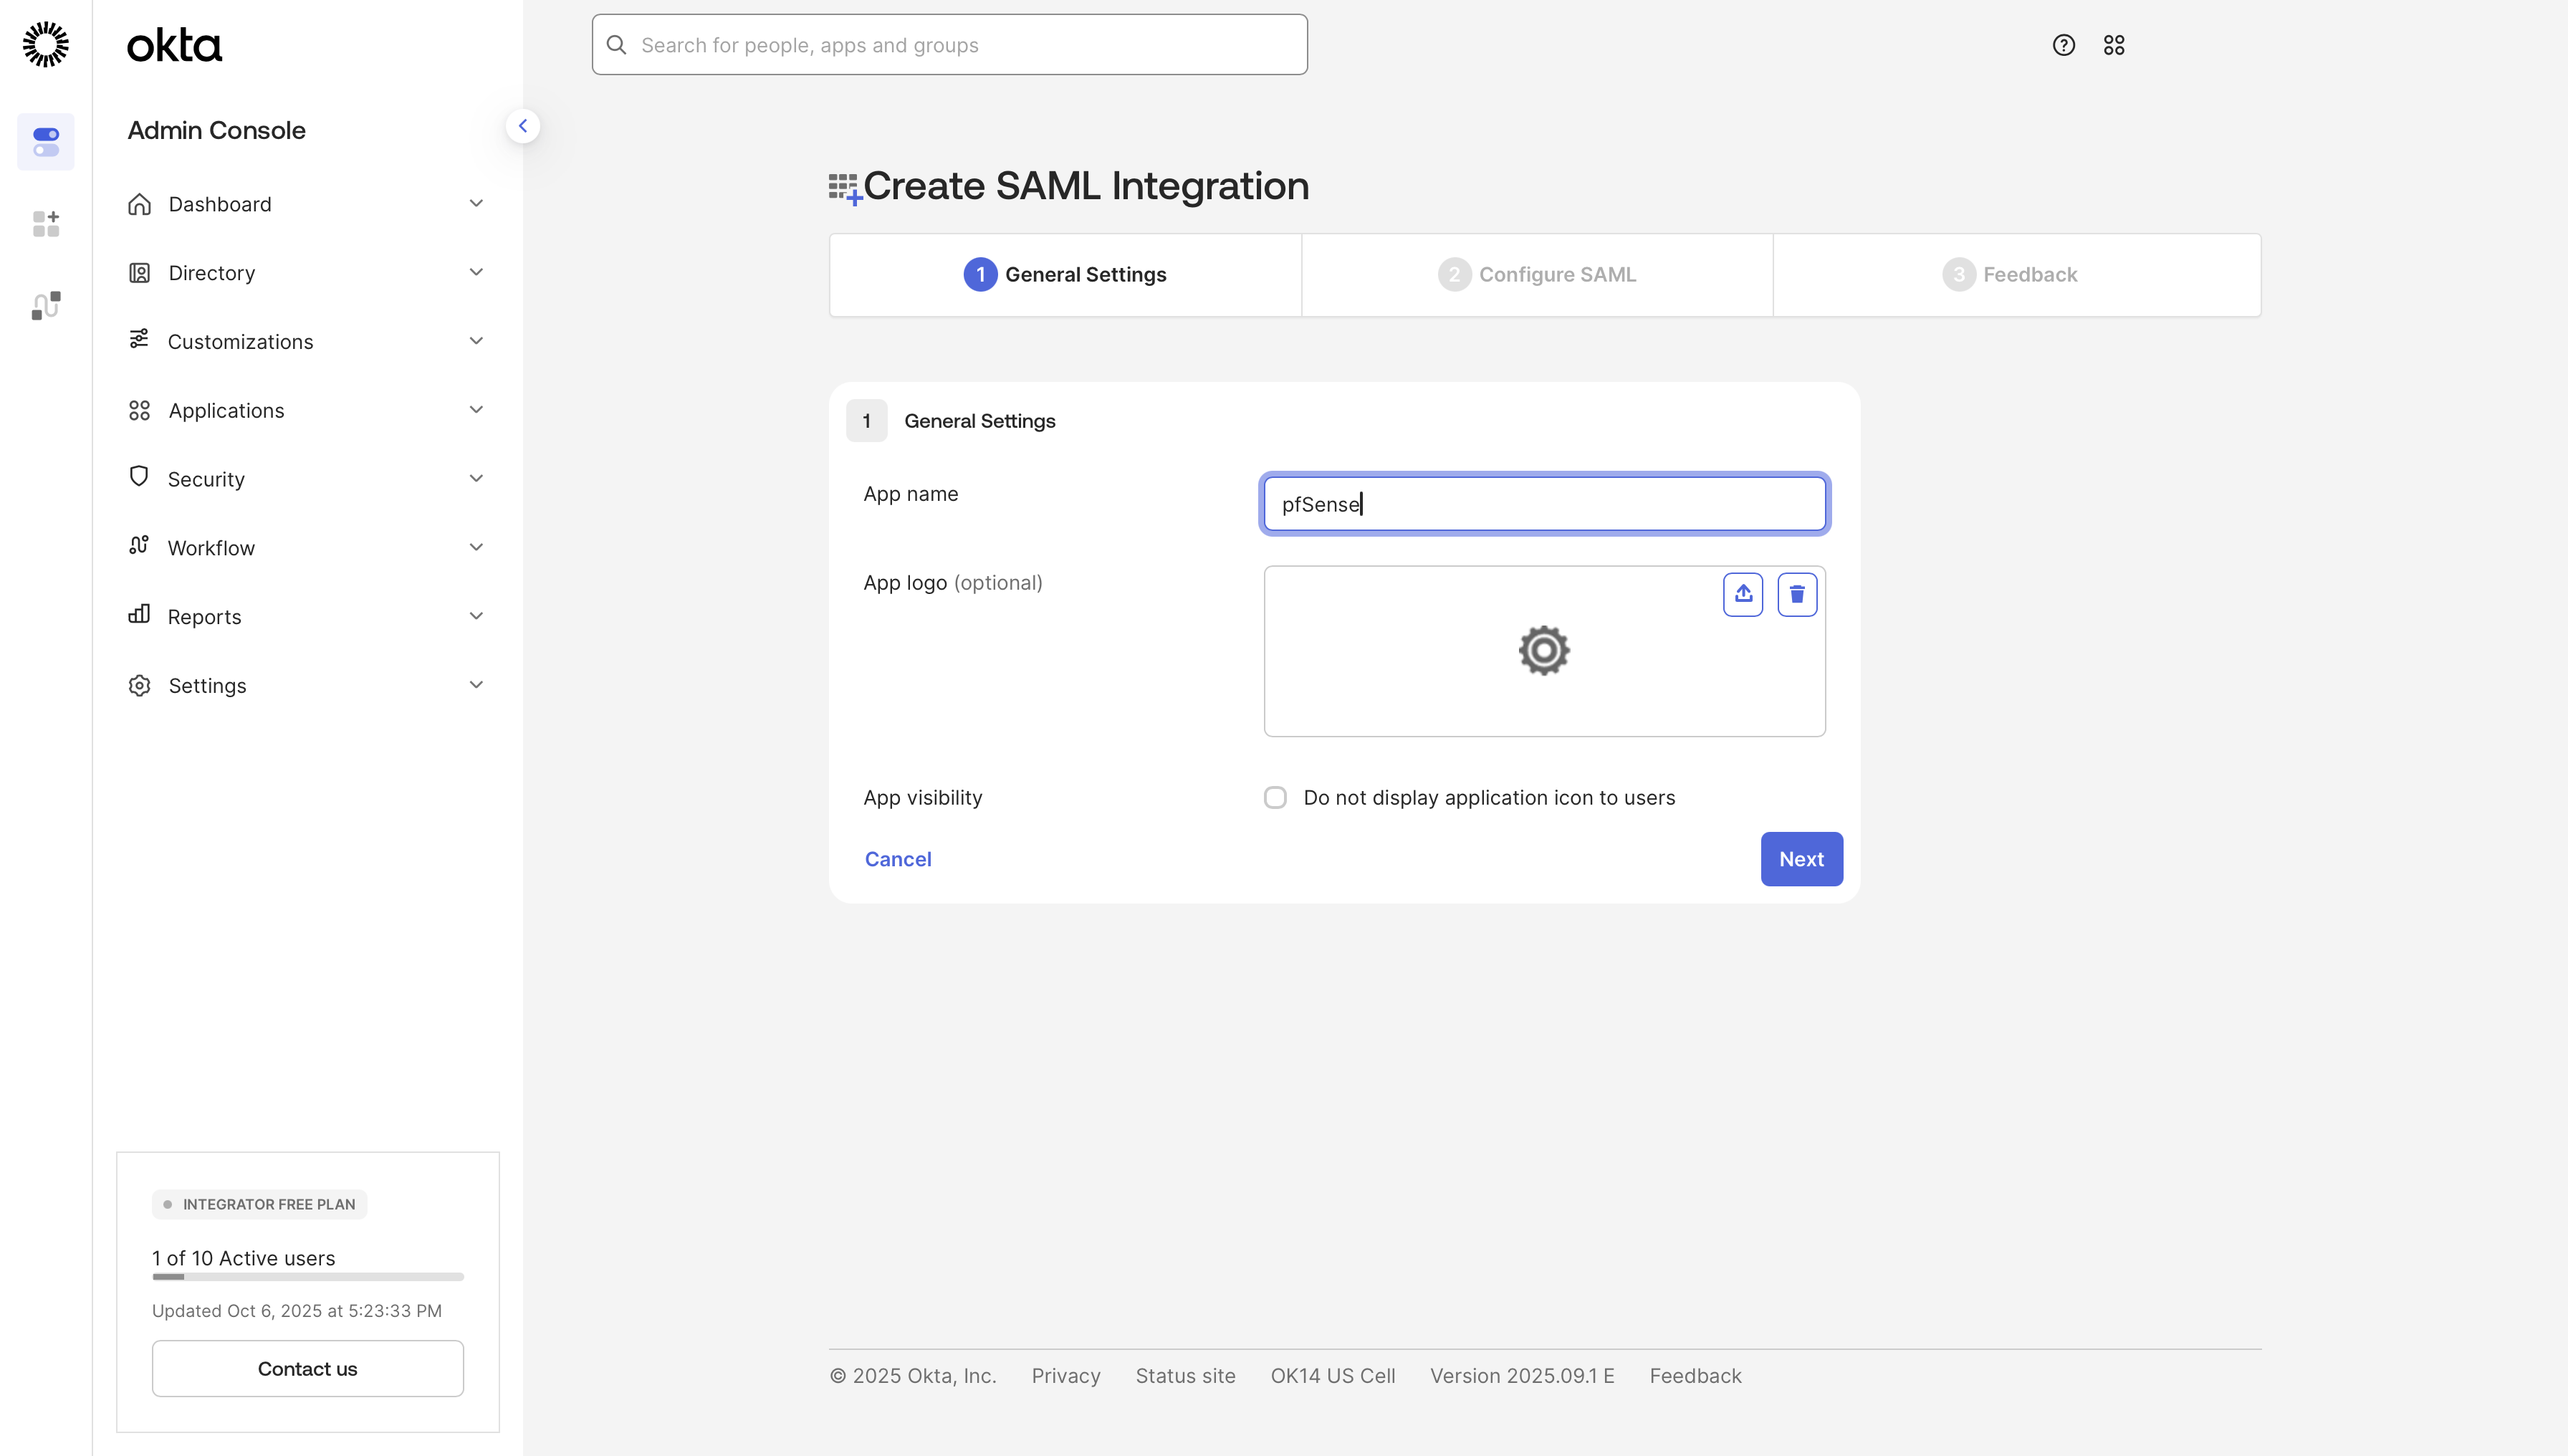 okta
Search for people, apps and groups
Admin Console
Dashboard
Directory
Customizations
Applications
Security
Workflow
Reports
Settings
INTEGRATOR FREE PLAN
1 of 10 Active users
Updated Oct 6, 2025 at 5:23:33 PM
Contact us
Create SAML Integration
1 General Settings
2 Configure SAML
3 Feedback
1 General Settings
App name
pfSense
App logo (optional)
App visibility
Do not display application icon to users
Cancel
Next
© 2025 Okta, Inc. Privacy Status site OK14 US Cell Version 2025.09.1 E Feedback